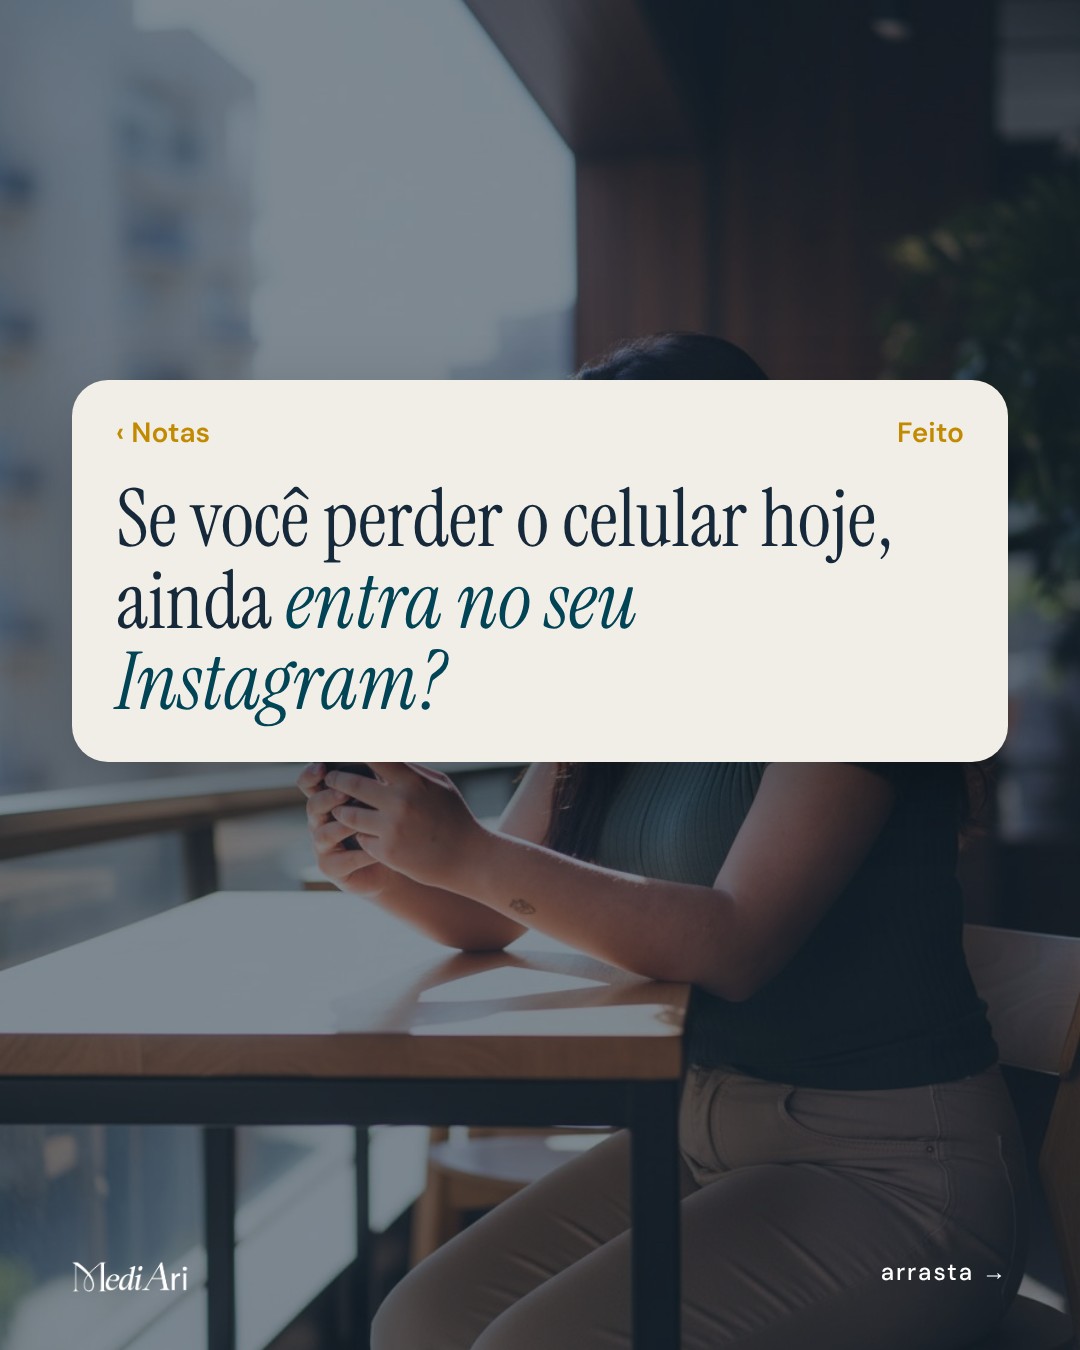 ‹ Notas Feito
Se você perder o celular hoje,
ainda entra no seu
Instagram?
MediAri arrasta →